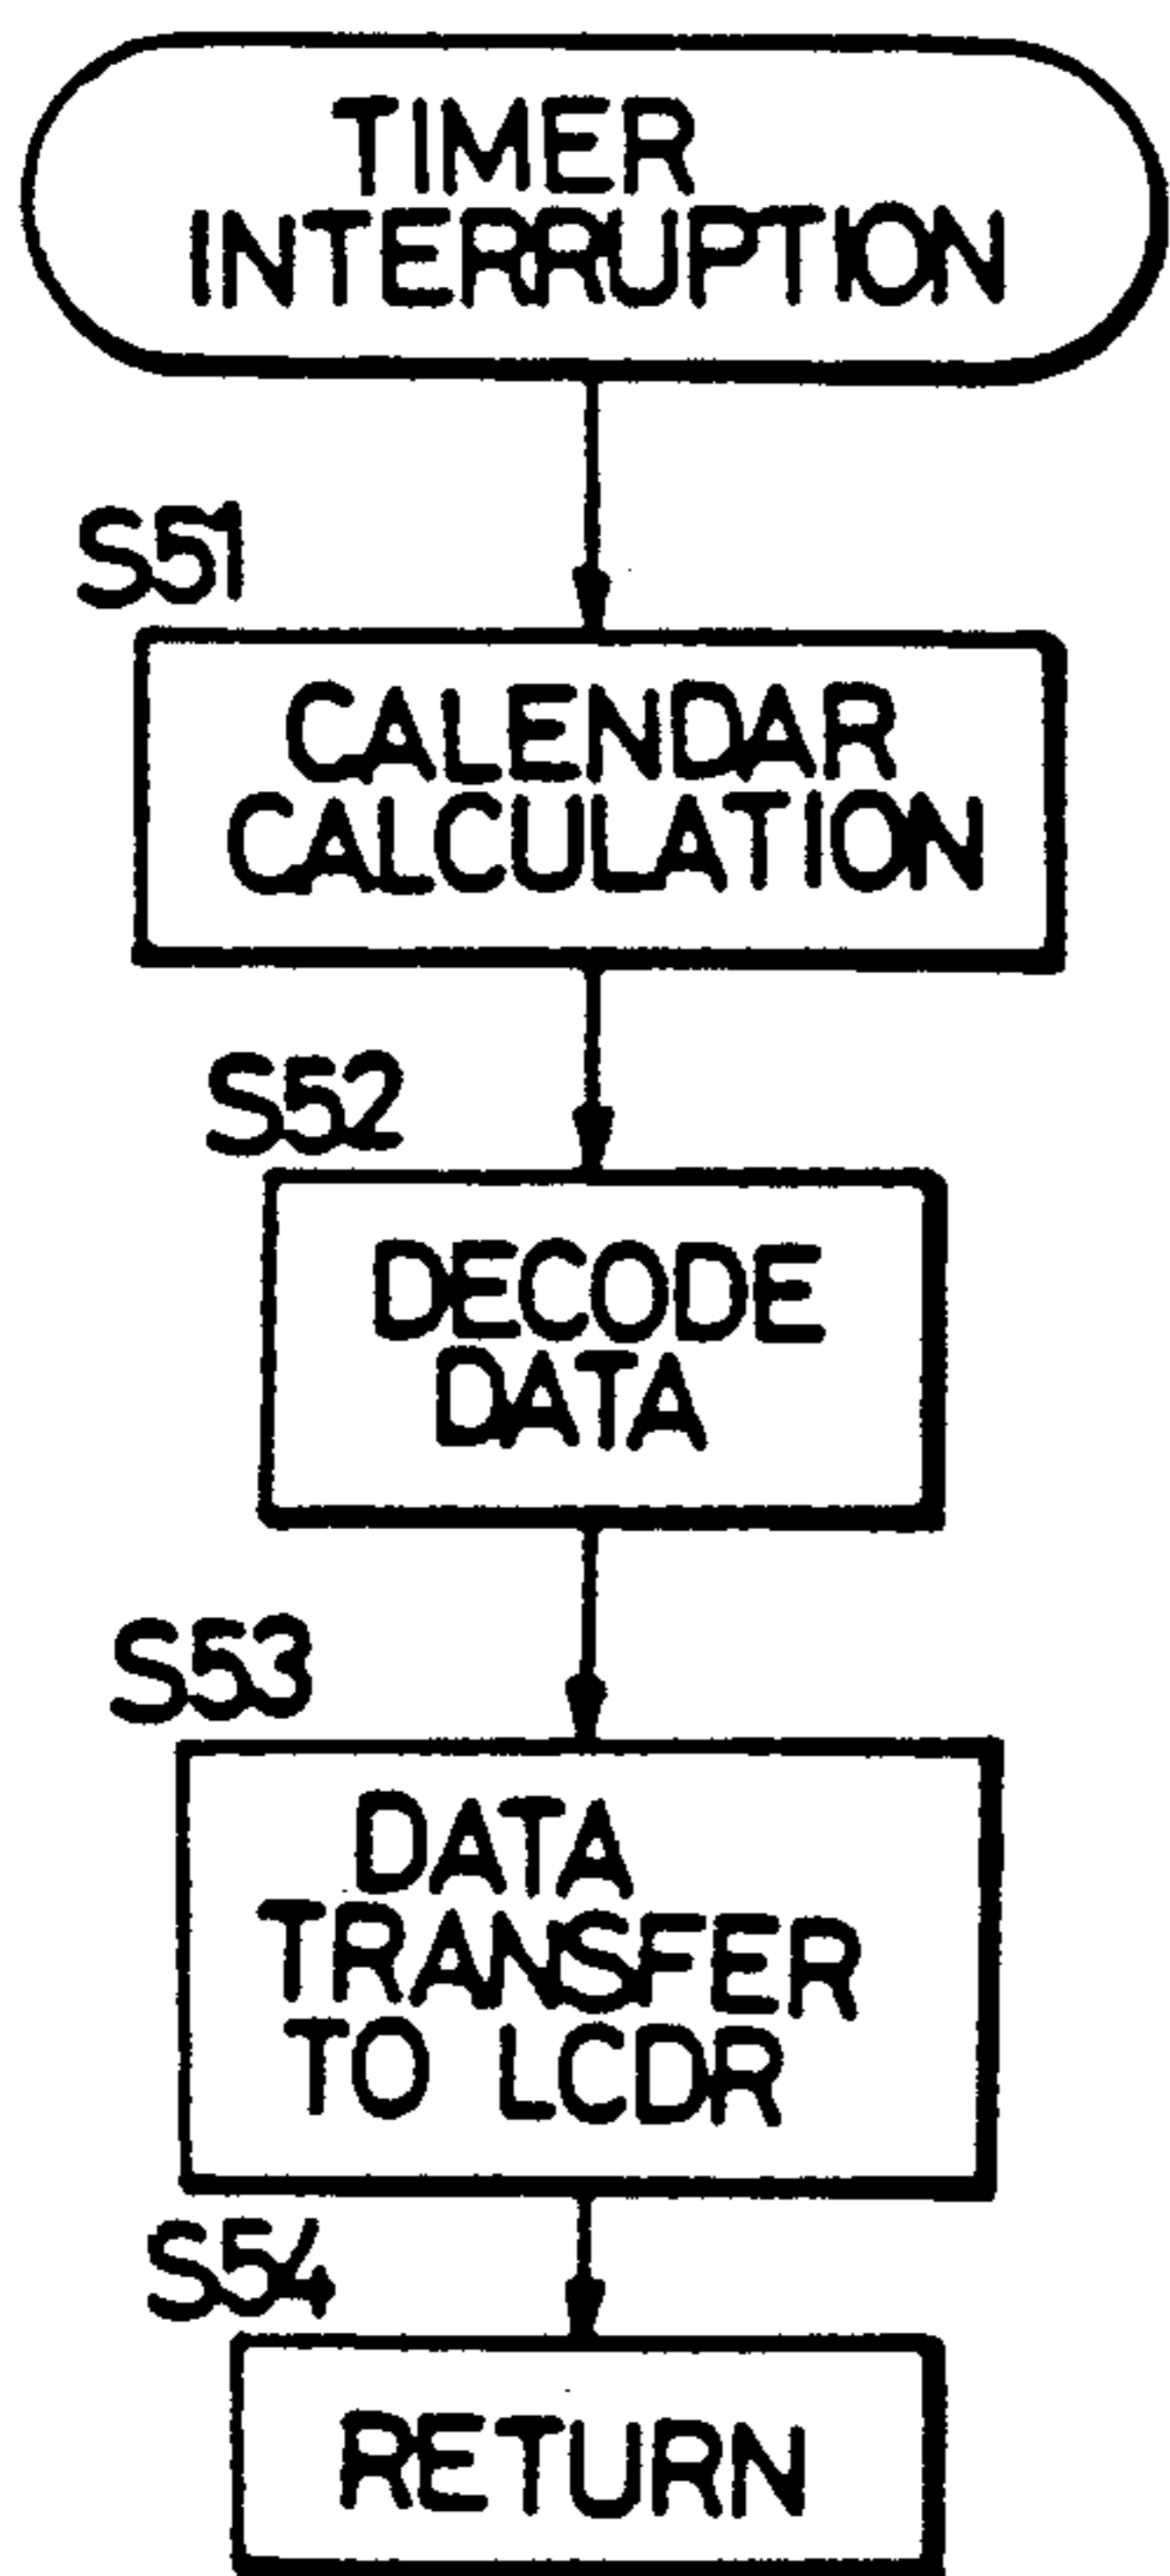 TIMER
INTERRUPTION
S51
CALENDAR
CALCULATION
S52
DECODE
DATA
S53
DATA
TRANSFER
TO LCDR
S54
RETURN